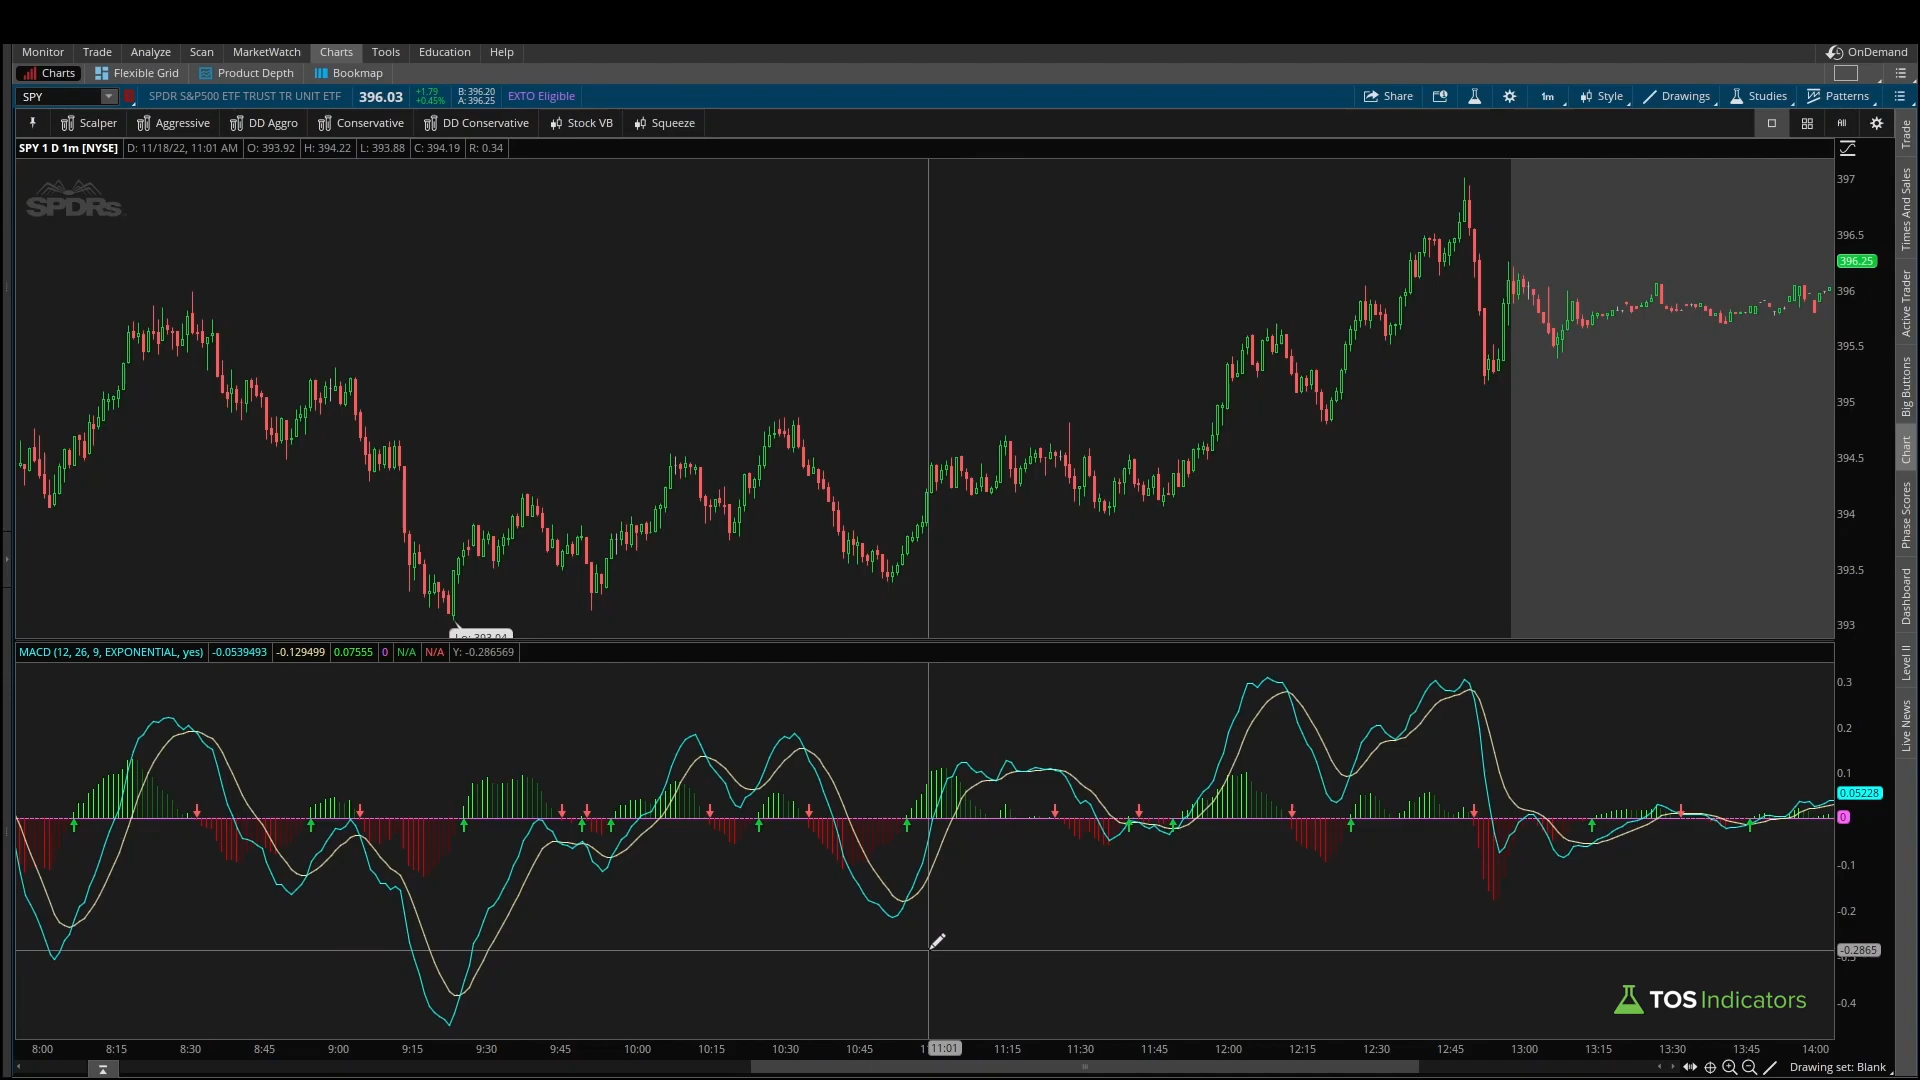 Monitor Trade Analyze Scan MarketWatch Charts Tools Education Help OnDemand
Charts Flexible Grid Product Depth Bookmap
SPY SPDR S&P500 ETF TRUST TR UNIT ETF 396.03 +1.79 +0.45% B: 396.20 A: 396.25 EXTO Eligible Share 1m Style Drawings Studies Patterns
Scalper Aggressive DD Aggro Conservative DD Conservative Stock VB Squeeze All
SPY 1 D 1m [NYSE] D: 11/18/22, 11:01 AM O: 393.92 H: 394.22 L: 393.88 C: 394.19 R: 0.34
SPDRs
397
396.5
396.25
396
395.5
395
394.5
394
393.5
393
Lo: 393.04
MACD (12, 26, 9, EXPONENTIAL, yes) -0.0539493 -0.129499 0.07555 0 N/A N/A Y: -0.286569
0.3
0.2
0.1
0.05228
0
-0.1
-0.2
-0.2865
-0.4
TOS Indicators
8:00 8:15 8:30 8:45 9:00 9:15 9:30 9:45 10:00 10:15 10:30 10:45 11:01 11:15 11:30 11:45 12:00 12:15 12:30 12:45 13:00 13:15 13:30 13:45 14:00
Drawing set: Blank
Trade
Times And Sales
Active Trader
Big Buttons
Chart
Phase Scores
Dashboard
Level II
Live News